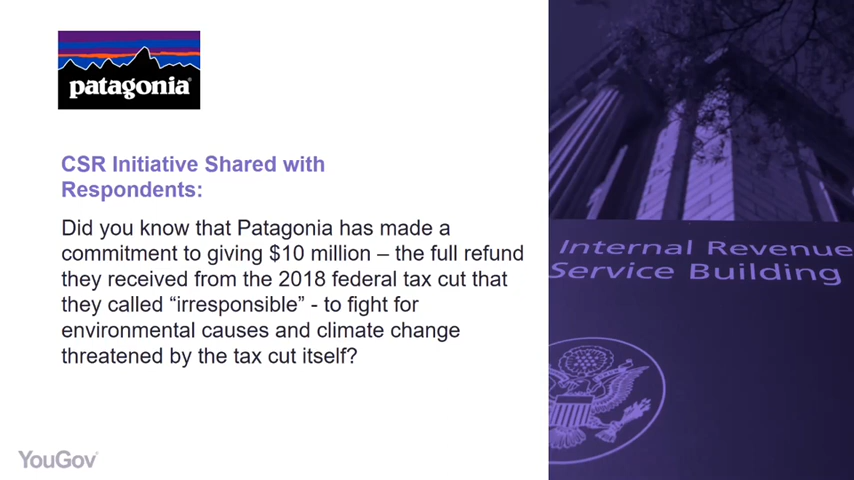 patagonia®
CSR Initiative Shared with
Respondents:
Did you know that Patagonia has made a
commitment to giving $10 million – the full refund
they received from the 2018 federal tax cut that
they called “irresponsible” - to fight for
environmental causes and climate change
threatened by the tax cut itself?
Internal Revenue
Service Building
YouGov